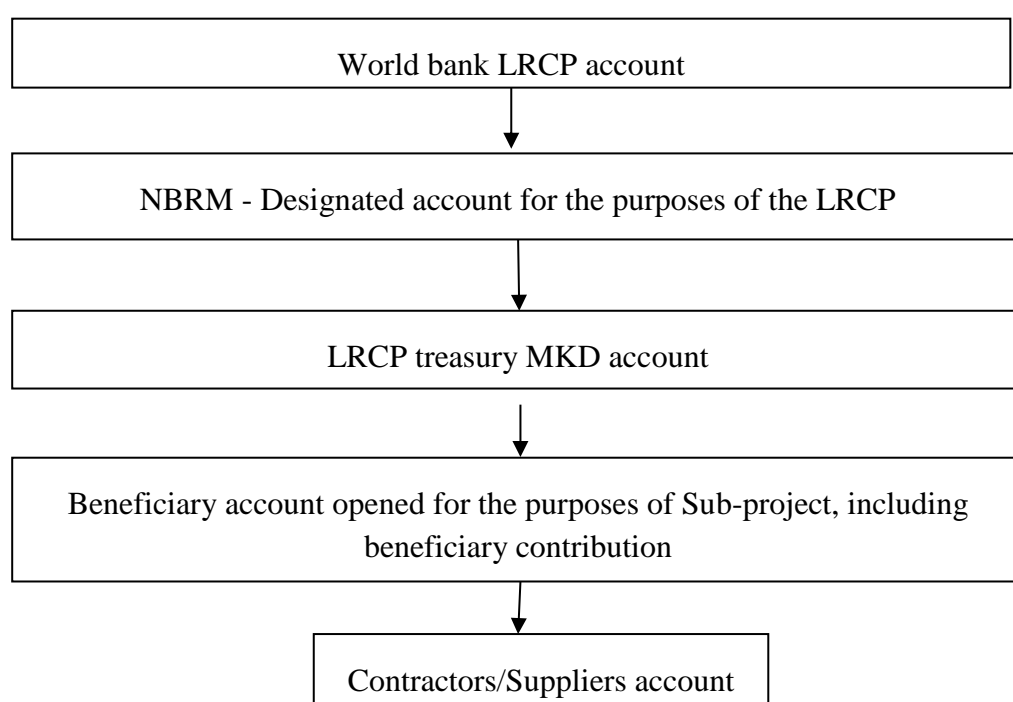 World bank LRCP account
NBRM - Designated account for the purposes of the LRCP
LRCP treasury MKD account
Beneficiary account opened for the purposes of Sub-project, including
beneficiary contribution
Contractors/Suppliers account